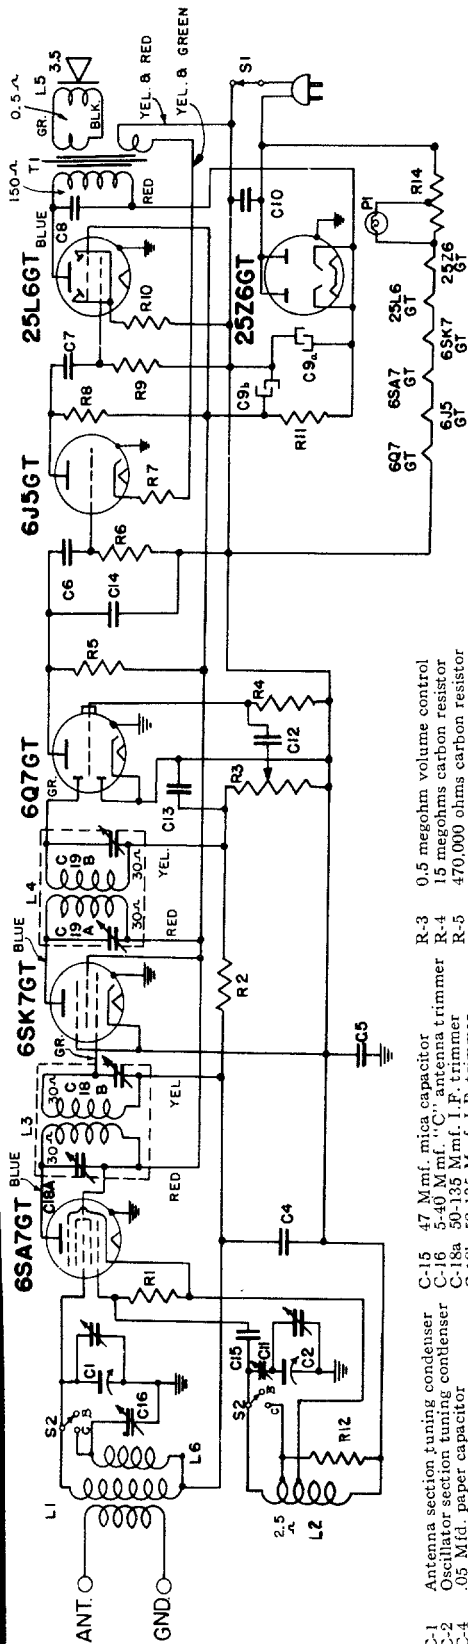 6SA7GT
6SK7GT
6Q7GT
6J5GT
25L6GT
25Z6GT
ANT.
GND.
L1
L6
S2
C
B
C1
C16
BLUE
C18A
30Ω
L3
30Ω
C
18
B
GR.
RED
YEL.
R1
C15
C11
C2
S2
B
C
2.5
Ω
L2
R12
C4
C5
R2
BLUE
C
19
A
30Ω
L4
C
19
B
30Ω
GR.
RED
YEL.
C13
R3
C12
R4
R5
C14
C6
R6
R7
R8
C7
R9
R10
BLUE
C8
150Ω
T1
RED
0.5Ω
GR.
BLK.
L5
3.5
YEL. & RED
YEL. & GREEN
S1
C10
C9b
C9a
R11
P1
R14
6Q7
GT
6J5
GT
6SA7
GT
6SK7
GT
25L6
GT
25Z6
GT
C-1 Antenna section tuning condenser
C-2 Oscillator section tuning condenser
C-4 .05 Mfd. paper capacitor
C-15 47 Mmf. mica capacitor
C-16 5-40 Mmf. "C" antenna trimmer
C-18a 50-135 Mmf. I.F. trimmer
R-3 0.5 megohm volume control
R-4 15 megohms carbon resistor
R-5 470,000 ohms carbon resistor